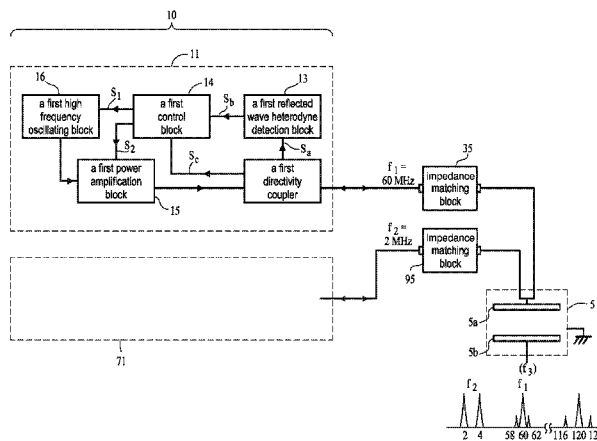 10
11
16
14
13
a first high
frequency
oscillating block
S1
a first
control
block
Sb
a first reflected
wave heterodyne
detection block
S2
Sc
Sa
a first power
amplification
block
15
a first
directivity
coupler
f1 =
60 MHz
35
Impedance
matching
block
f2 =
2 MHz
Impedance
matching
block
95
71
5a
5
5b
(f3)
f2
f1
2 4 58 60 62 116 120